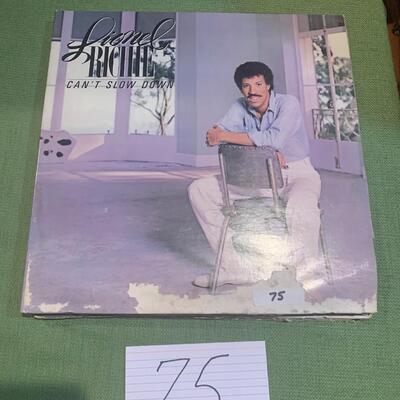 Lionel
RICHIE
CAN'T SLOW DOWN
75
75